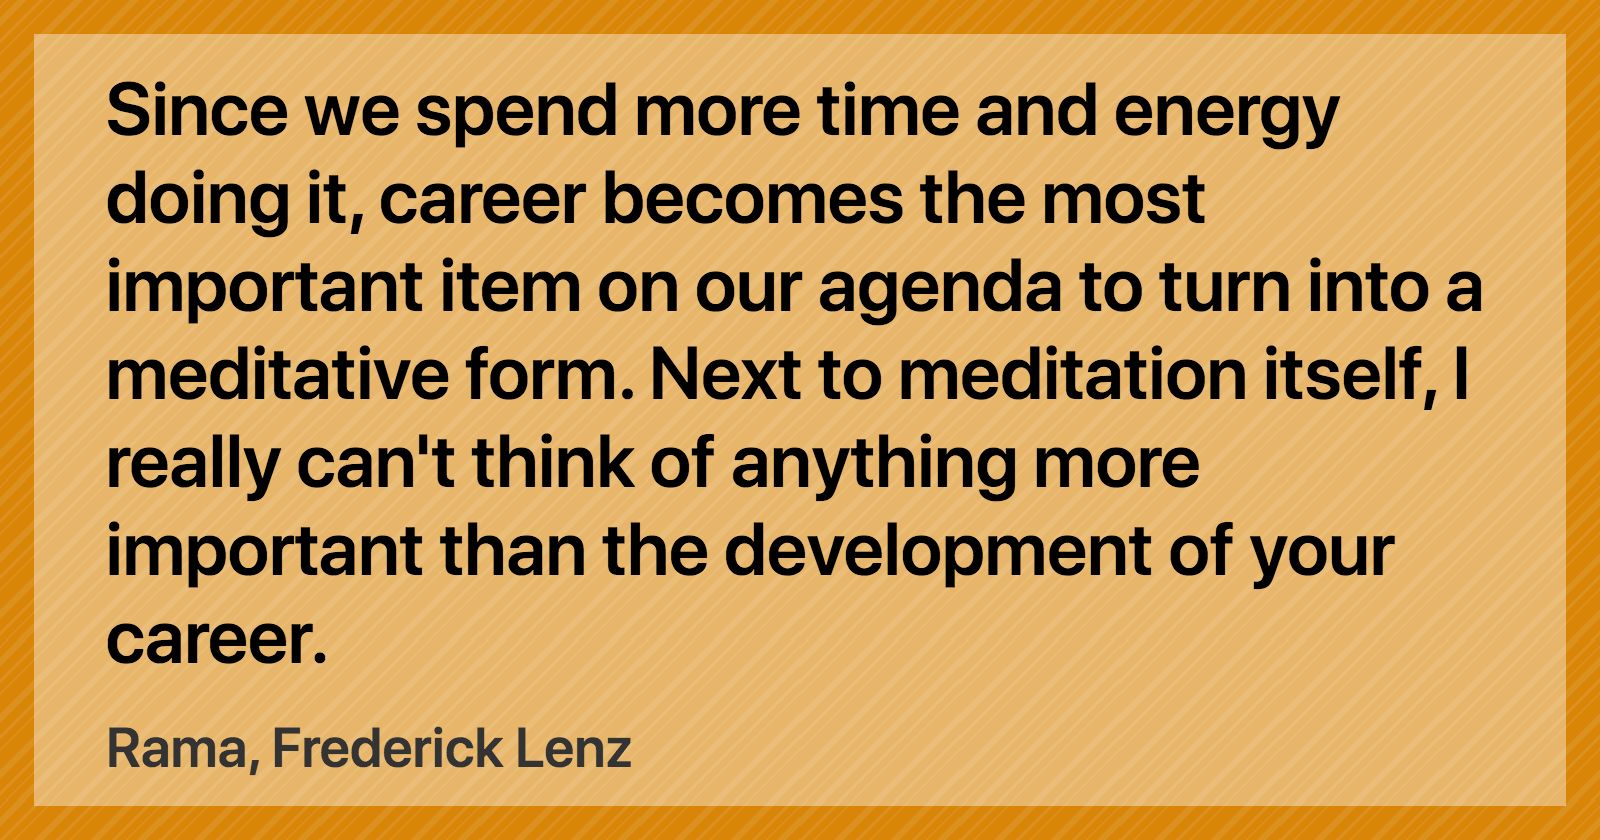 Since we spend more time and energy
doing it, career becomes the most
important item on our agenda to turn into a
meditative form. Next to meditation itself, I
really can't think of anything more
important than the development of your
career.
Rama, Frederick Lenz